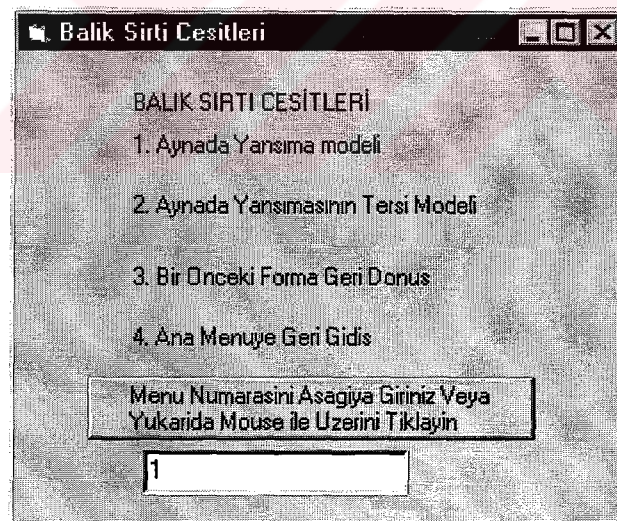 Balik Sirti Cesitleri
BALIK SIRTI CESİTLERİ
1. Aynada Yansıma modeli
2. Aynada Yansımasının Tersi Modeli
3. Bir Onceki Forma Geri Donus
4. Ana Menuye Geri Gidis
Menu Numarasini Asagiya Giriniz Veya
Yukarida Mouse ile Uzerini Tiklayin
1